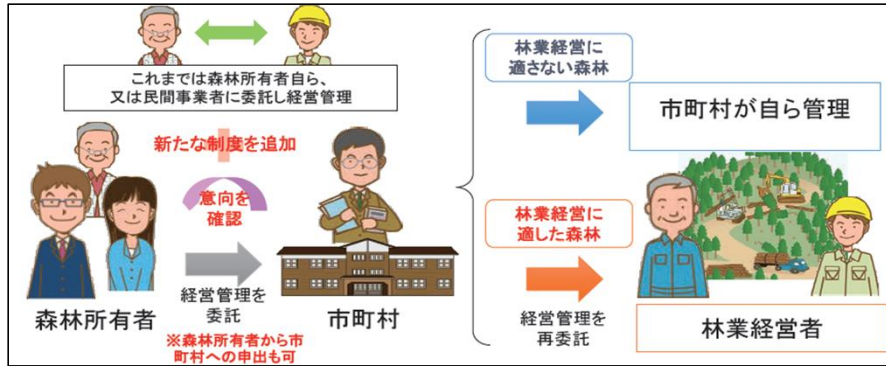 これまでは森林所有者自ら、
又は民間事業者に委託し経営管理
新たな制度を追加
意向を
確認
経営管理を
委託
森林所有者
市町村
※森林所有者から市
町村への申出も可
林業経営に
適さない森林
市町村が自ら管理
林業経営に
適した森林
経営管理を
再委託
林業経営者